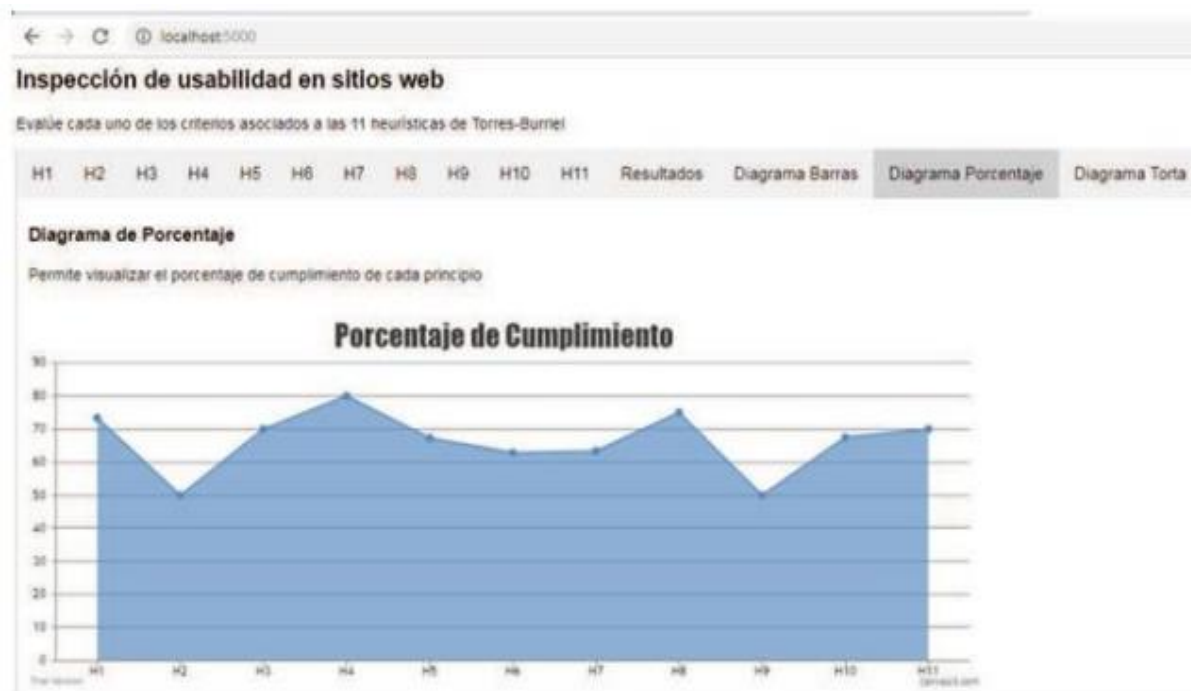 localhost:5000
Inspección de usabilidad en sitios web
Evalúe cada uno de los criterios asociados a las 11 heurísticas de Torres-Burriel
H1 H2 H3 H4 H5 H6 H7 H8 H9 H10 H11 Resultados Diagrama Barras Diagrama Porcentaje Diagrama Torta
Diagrama de Porcentaje
Permite visualizar el porcentaje de cumplimiento de cada principio
Porcentaje de Cumplimiento
90
80
70
60
50
40
30
20
10
0
H1 H2 H3 H4 H5 H6 H7 H8 H9 H10 H11
Trial Version